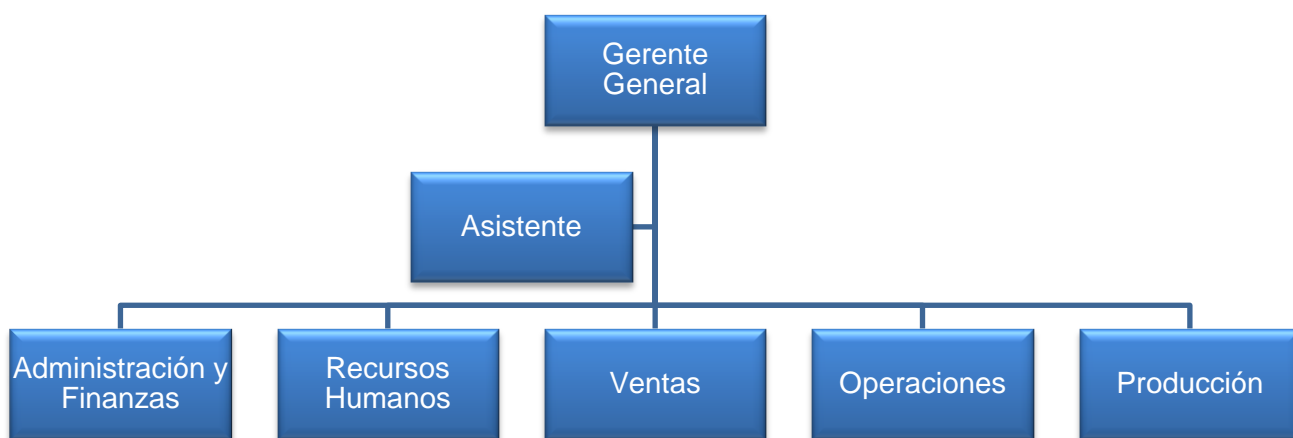 Gerente
General
Asistente
Administración y
Finanzas
Recursos
Humanos
Ventas
Operaciones
Producción